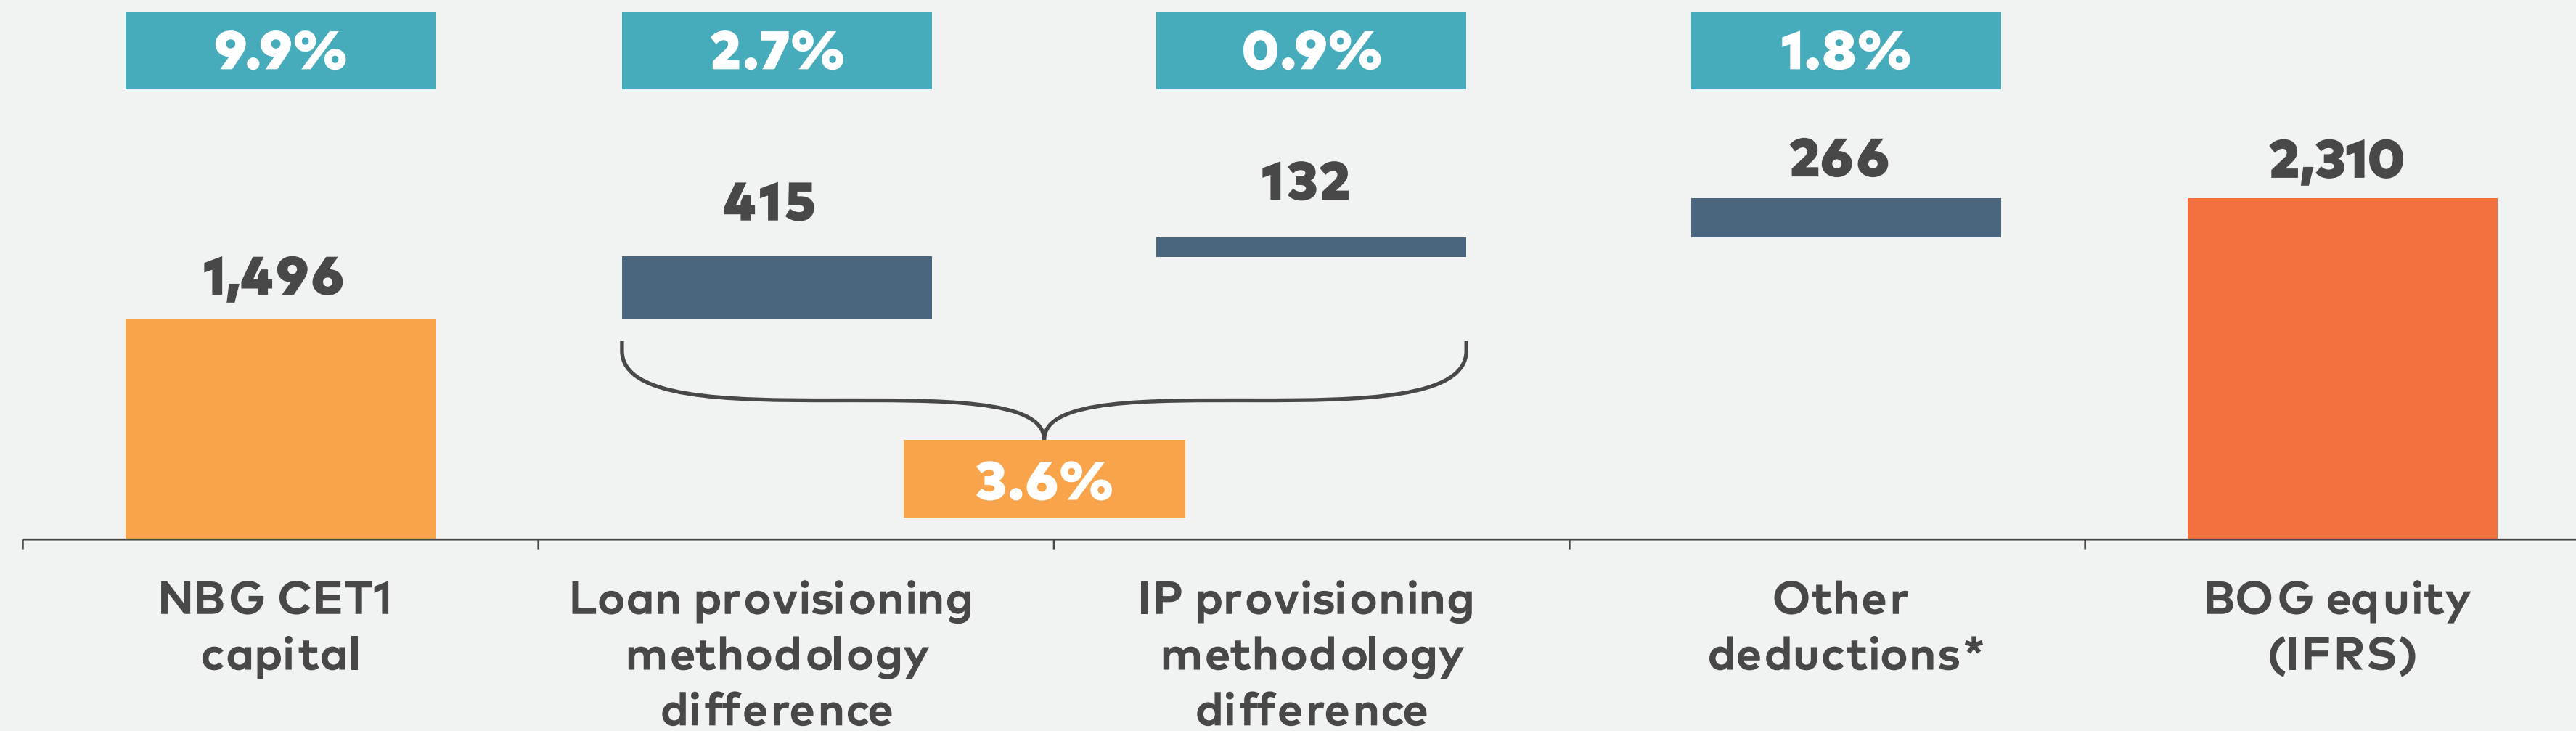 9.9% 2.7% 0.9% 1.8%
1,496 415 132 266 2,310
3.6%
NBG CET1
capital
Loan provisioning
methodology
difference
IP provisioning
methodology
difference
Other
deductions*
BOG equity
(IFRS)